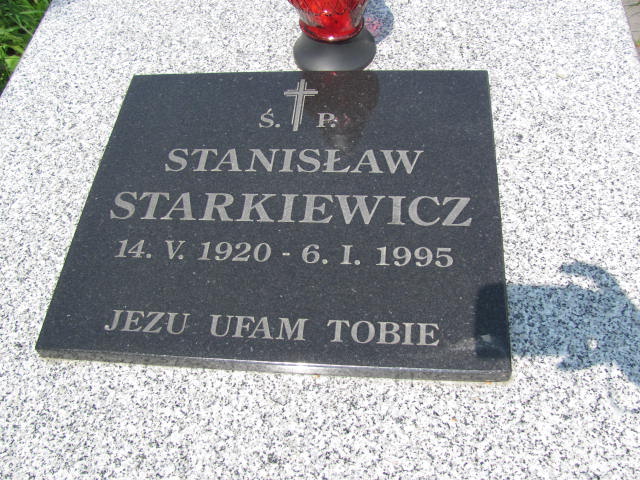 Ś. P.
STANISŁAW
STARKIEWICZ
14. V. 1920 - 6. I. 1995
JEZU UFAM TOBIE